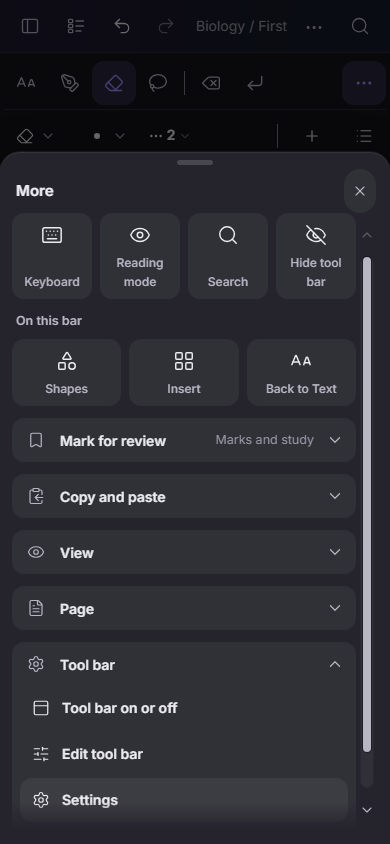 Biology / First
AA
2
More
Keyboard
Reading mode
Search
Hide tool bar
On this bar
Shapes
Insert
AA
Back to Text
Mark for review
Marks and study
Copy and paste
View
Page
Tool bar
Tool bar on or off
Edit tool bar
Settings